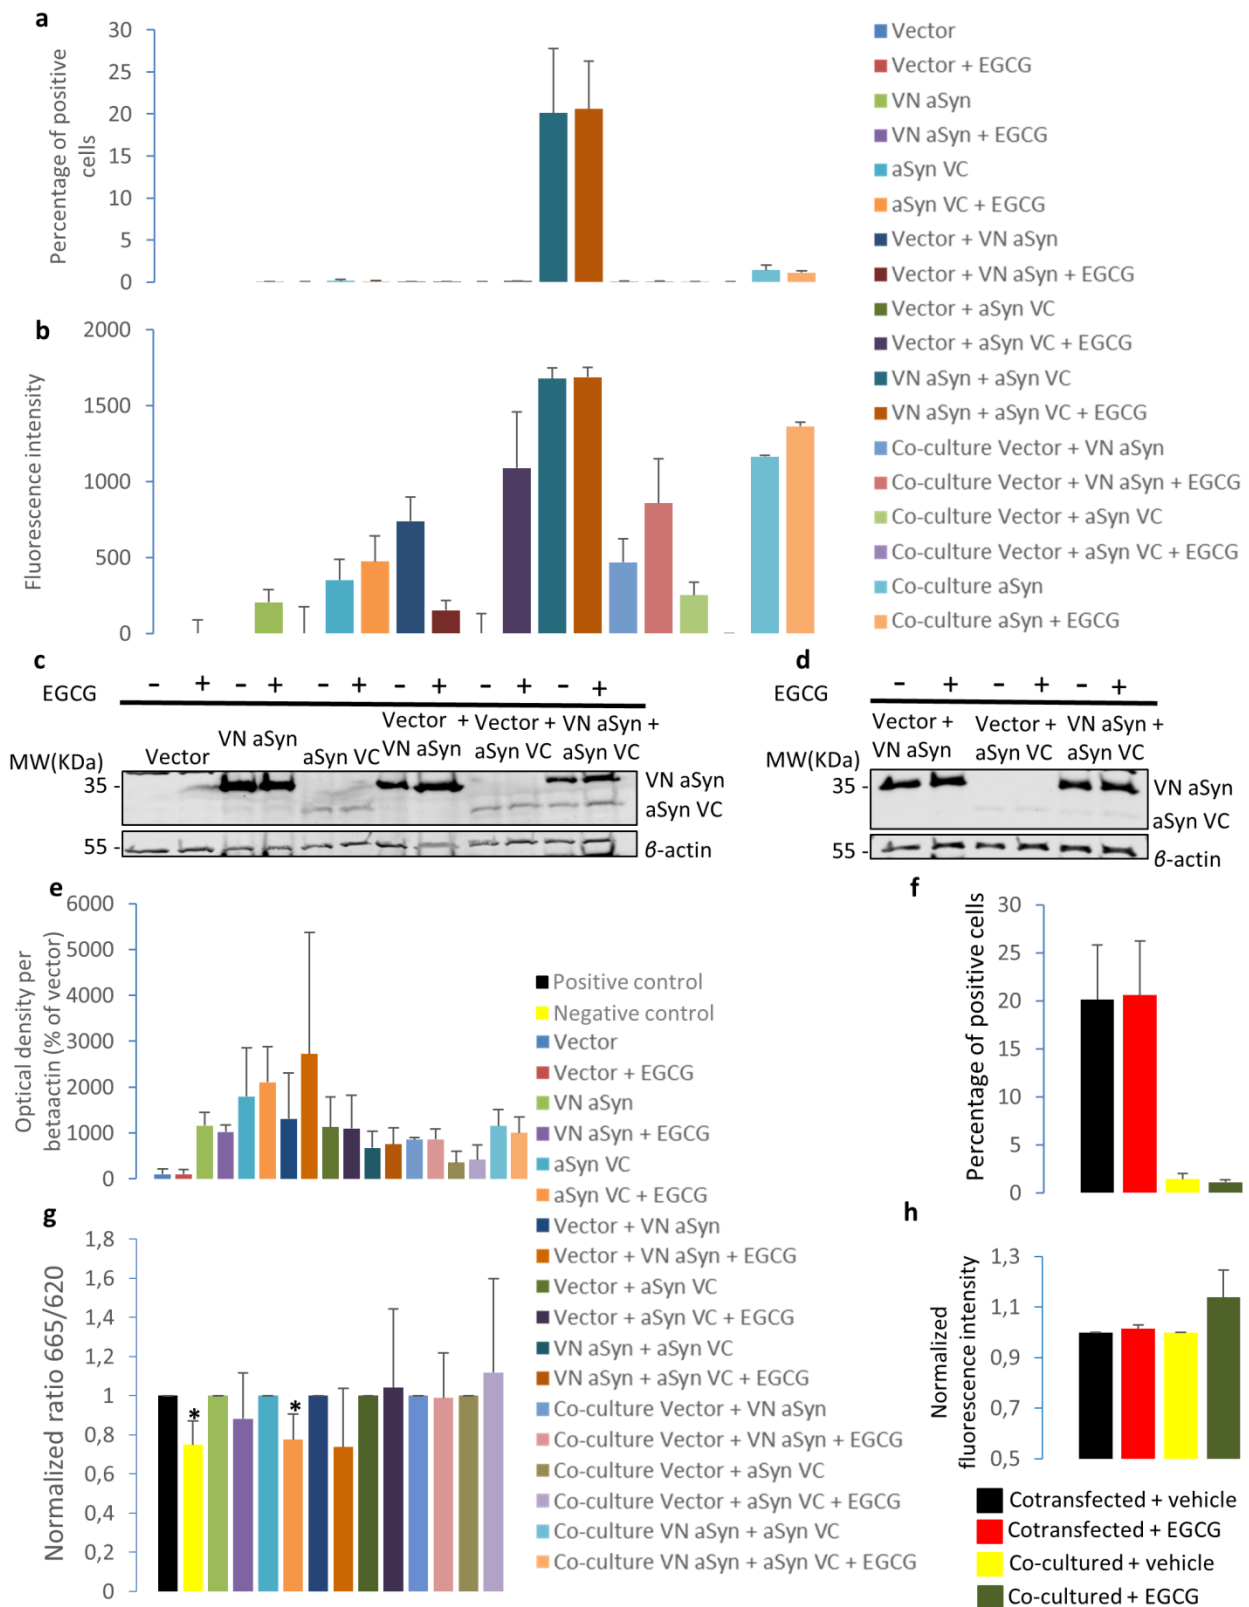 a
30
25
20
15
10
5
0
Percentage of positive
cells
b
2000
1500
1000
500
0
Fluorescence intensity
Vector
Vector + EGCG
VN aSyn
VN aSyn + EGCG
aSyn VC
aSyn VC + EGCG
Vector + VN aSyn
Vector + VN aSyn + EGCG
Vector + aSyn VC
Vector + aSyn VC + EGCG
VN aSyn + aSyn VC
VN aSyn + aSyn VC + EGCG
Co-culture Vector + VN aSyn
Co-culture Vector + VN aSyn + EGCG
Co-culture Vector + aSyn VC
Co-culture Vector + aSyn VC + EGCG
Co-culture aSyn
Co-culture aSyn + EGCG
c
EGCG − + − + − + − + − + − +
Vector + Vector + VN aSyn +
Vector VN aSyn aSyn VC VN aSyn aSyn VC aSyn VC
MW(KDa)
35 - VN aSyn
aSyn VC
55 - β-actin
d
EGCG − + − + − +
Vector + Vector + VN aSyn +
VN aSyn aSyn VC aSyn VC
MW(KDa)
35 - VN aSyn
aSyn VC
55 - β-actin
e
6000
5000
4000
3000
2000
1000
0
Optical density per
betaactin (% of vector)
Positive control
Negative control
Vector
Vector + EGCG
VN aSyn
VN aSyn + EGCG
aSyn VC
aSyn VC + EGCG
Vector + VN aSyn
Vector + VN aSyn + EGCG
Vector + aSyn VC
Vector + aSyn VC + EGCG
VN aSyn + aSyn VC
VN aSyn + aSyn VC + EGCG
Co-culture Vector + VN aSyn
Co-culture Vector + VN aSyn + EGCG
Co-culture Vector + aSyn VC
Co-culture Vector + aSyn VC + EGCG
Co-culture VN aSyn + aSyn VC
Co-culture VN aSyn + aSyn VC + EGCG
f
30
25
20
15
10
5
0
Percentage of positive cells
g
1,8
1,6
1,4
1,2
1
0,8
0,6
0,4
0,2
0
Normalized ratio 665/620
* *
h
1,3
1,1
0,9
0,7
0,5
Normalized
fluorescence intensity
Cotransfected + vehicle
Cotransfected + EGCG
Co-cultured + vehicle
Co-cultured + EGCG